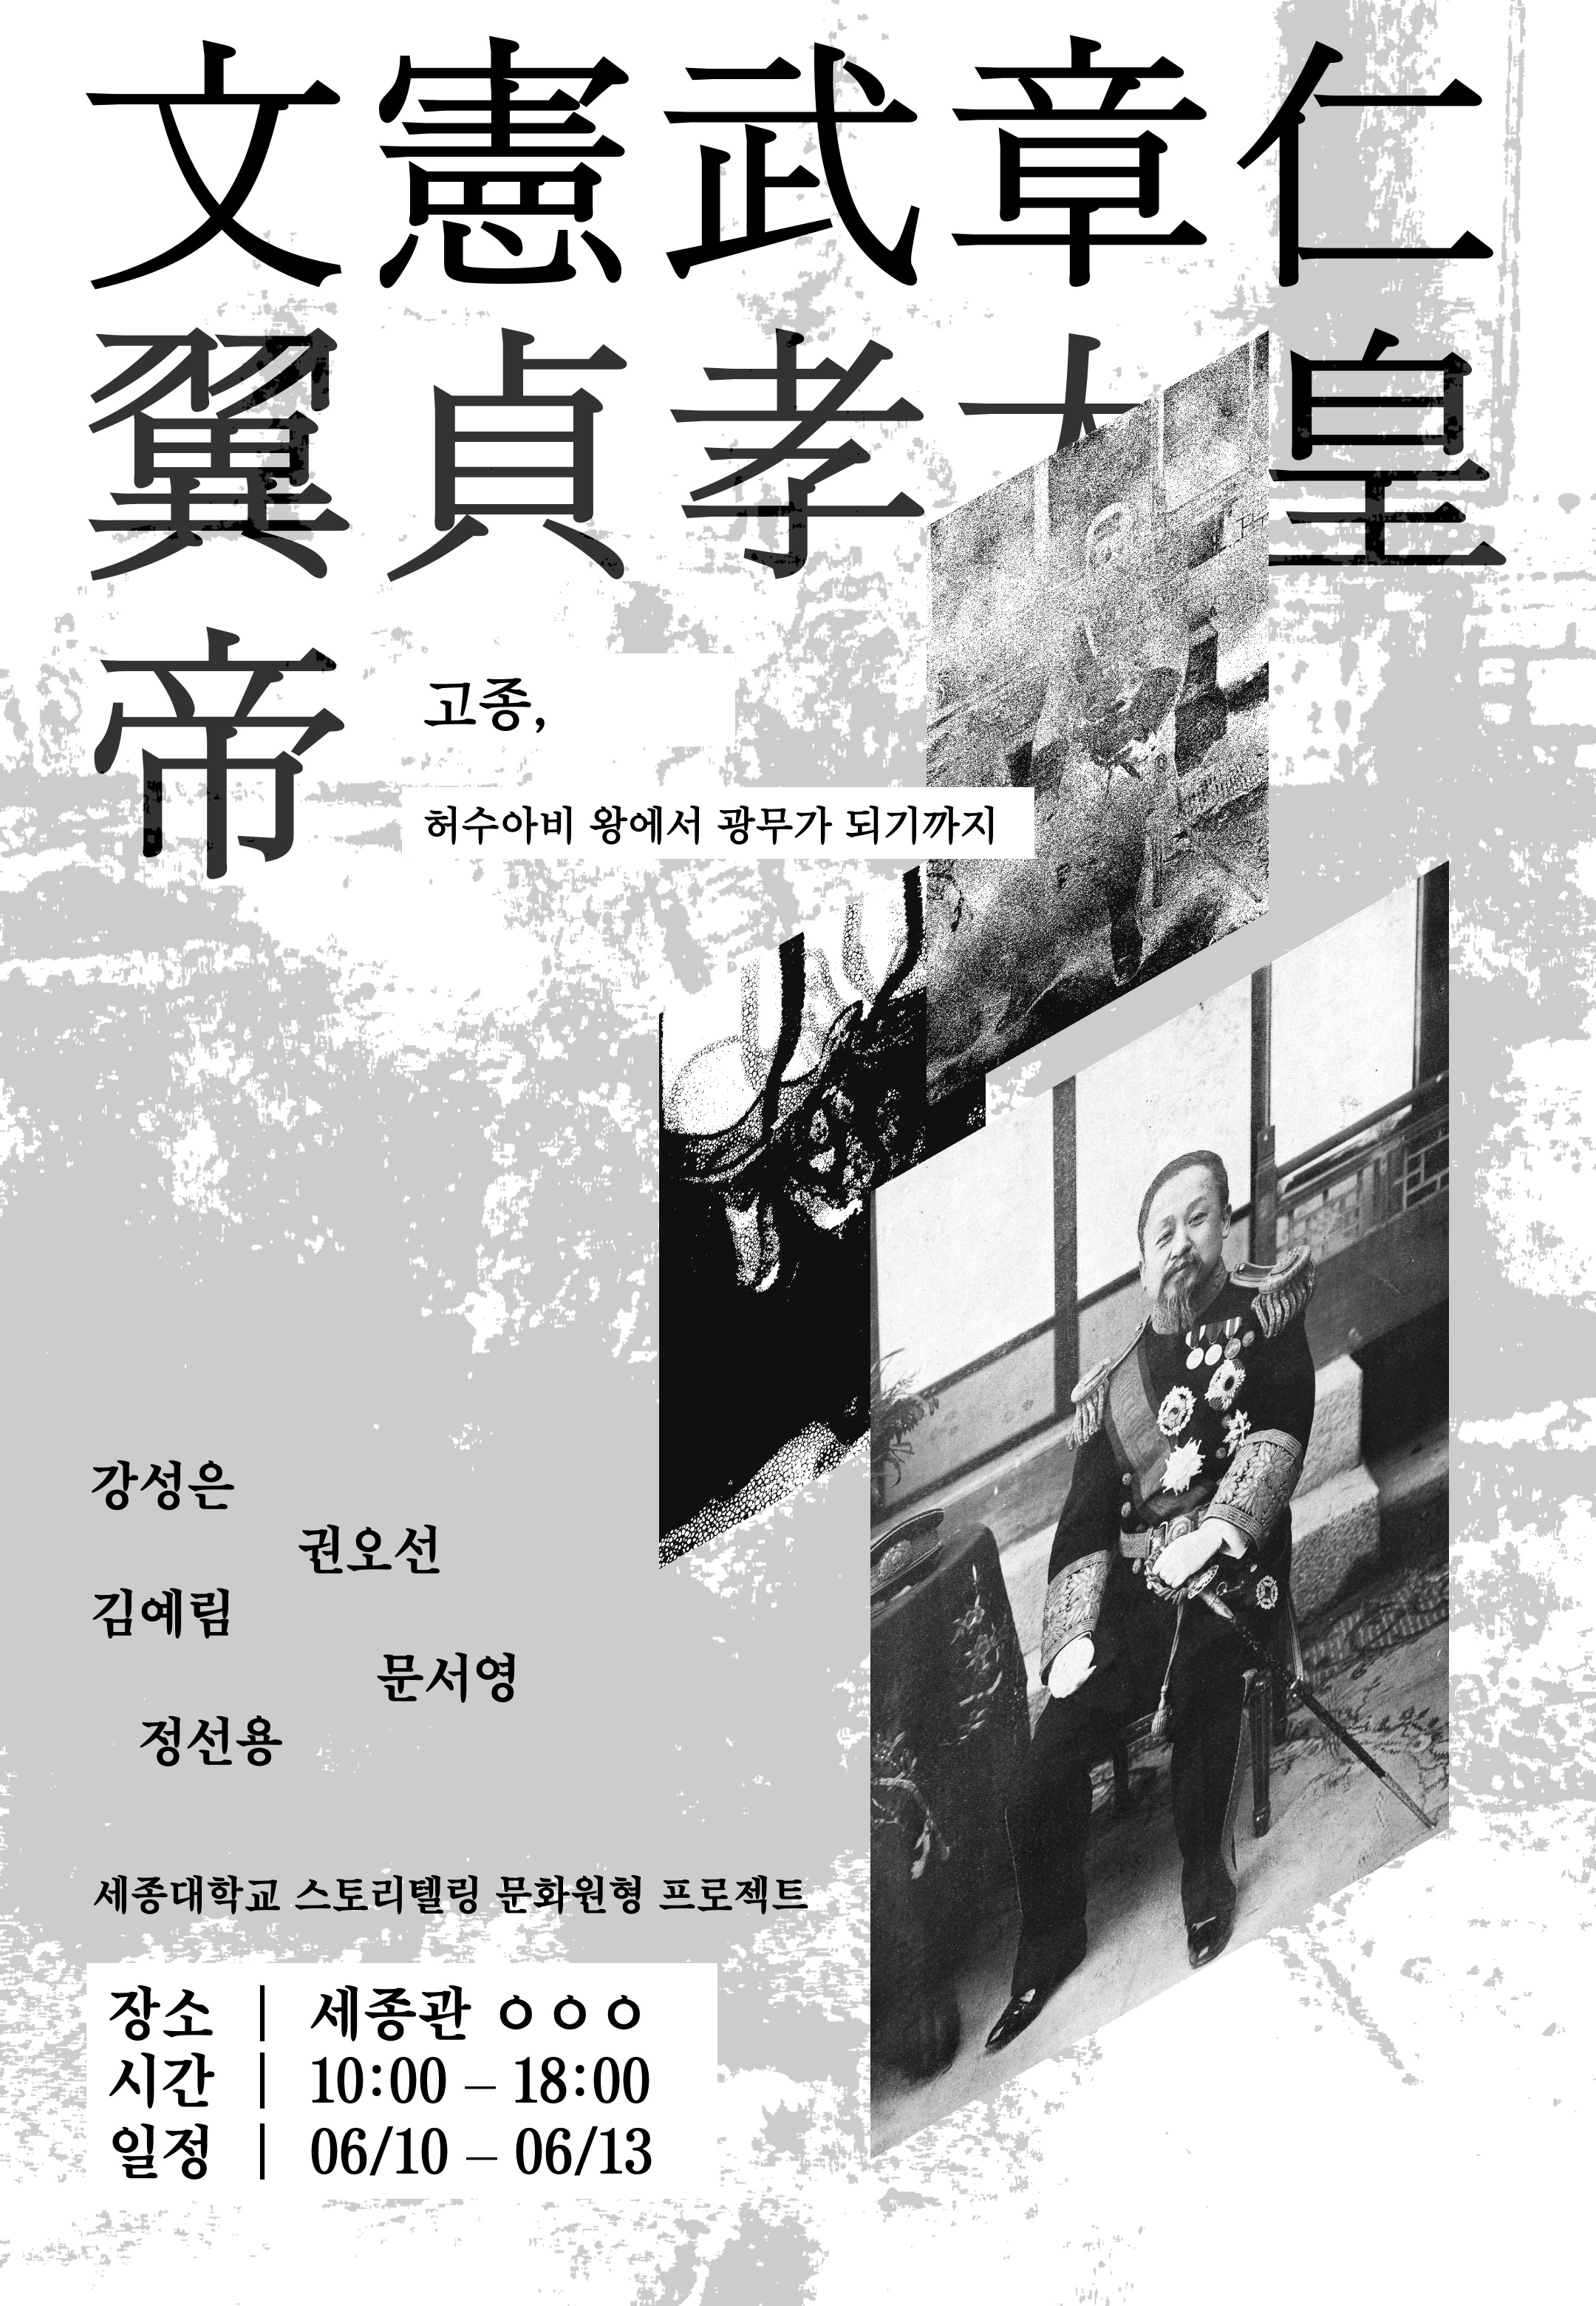 文憲武章仁
翼貞孝太皇
帝
고종,
허수아비 왕에서 광무가 되기까지
강성은
권오선
김예림
문서영
정선용
세종대학교 스토리텔링 문화원형 프로젝트
장소 | 세종관 ㅇㅇㅇ
시간 | 10:00 – 18:00
일정 | 06/10 – 06/13